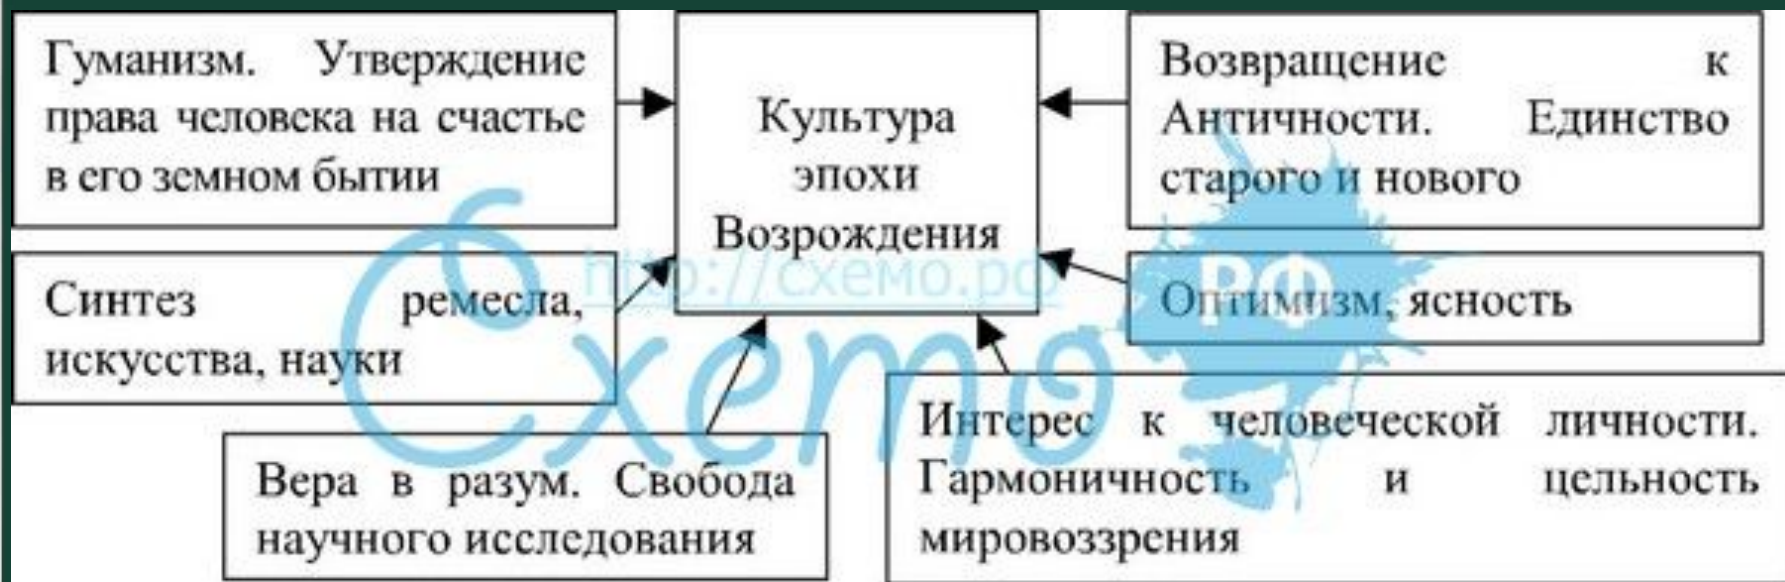 Гуманизм. Утверждение
права человека на счастье
в его земном бытии
Культура
эпохи
Возрождения
Возвращение к
Античности. Единство
старого и нового
Синтез ремесла,
искусства, науки
Оптимизм, ясность
Вера в разум. Свобода
научного исследования
Интерес к человеческой личности.
Гармоничность и цельность
мировоззрения
http://схемо.рф
Схемо
РФ